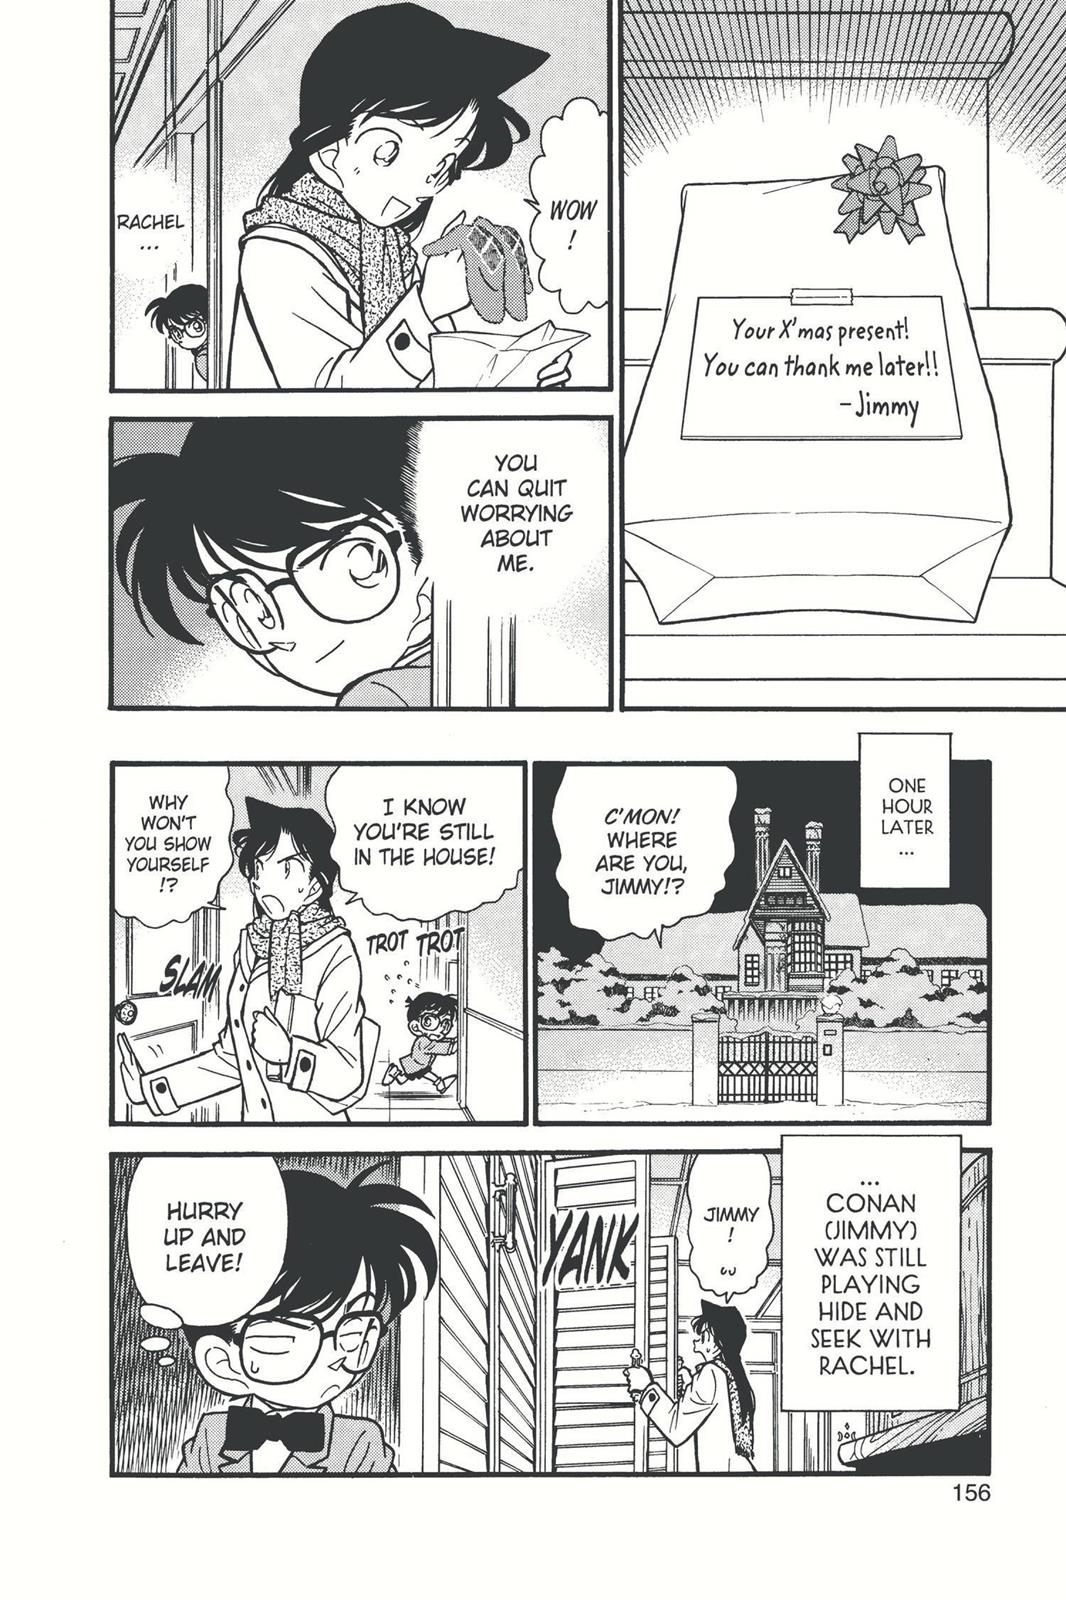 Your X'mas present!
You can thank me later!!
-Jimmy
WOW
!
RACHEL
...
YOU
CAN QUIT
WORRYING
ABOUT
ME.
ONE
HOUR
LATER
...
C'MON!
WHERE
ARE YOU,
JIMMY!?
I KNOW
YOU'RE STILL
IN THE HOUSE!
WHY
WON'T
YOU SHOW
YOURSELF
!?
TROT TROT
SLAM
...
CONAN
(JIMMY)
WAS STILL
PLAYING
HIDE AND
SEEK WITH
RACHEL.
JIMMY
!
YANK
HURRY
UP AND
LEAVE!
156